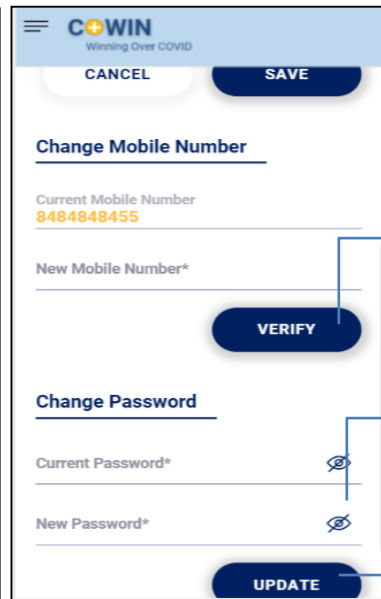 COWIN
Winning Over COVID
CANCEL
SAVE
Change Mobile Number
Current Mobile Number
8484848455
New Mobile Number*
VERIFY
Change Password
Current Password*
New Password*
UPDATE